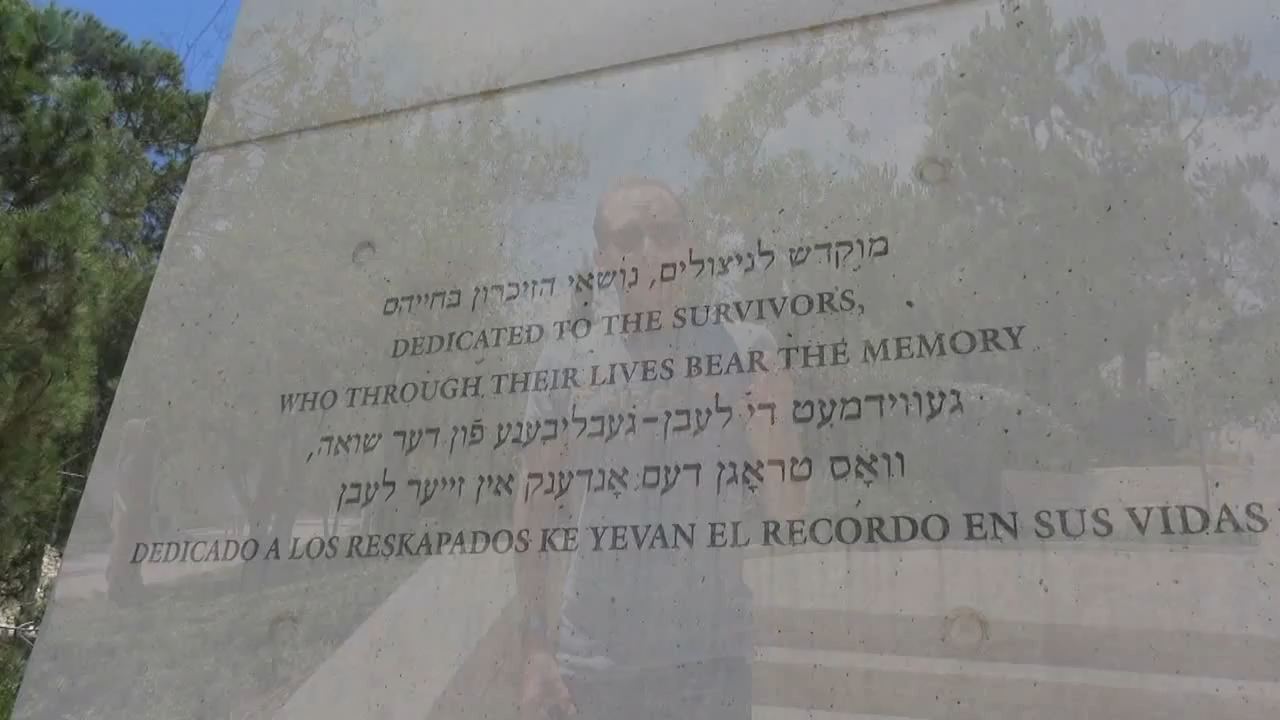 מוקדש לניצולים, נושאי הזיכרון בחייהם
DEDICATED TO THE SURVIVORS,
WHO THROUGH THEIR LIVES BEAR THE MEMORY
געווידמעט די לעבן-געבליבענע פֿון דער שואה,
וואָס טראָגן דעם אָנדענק אין זייער לעבן
DEDICADO A LOS RESKAPADOS KE YEVAN EL RECORDO EN SUS VIDAS